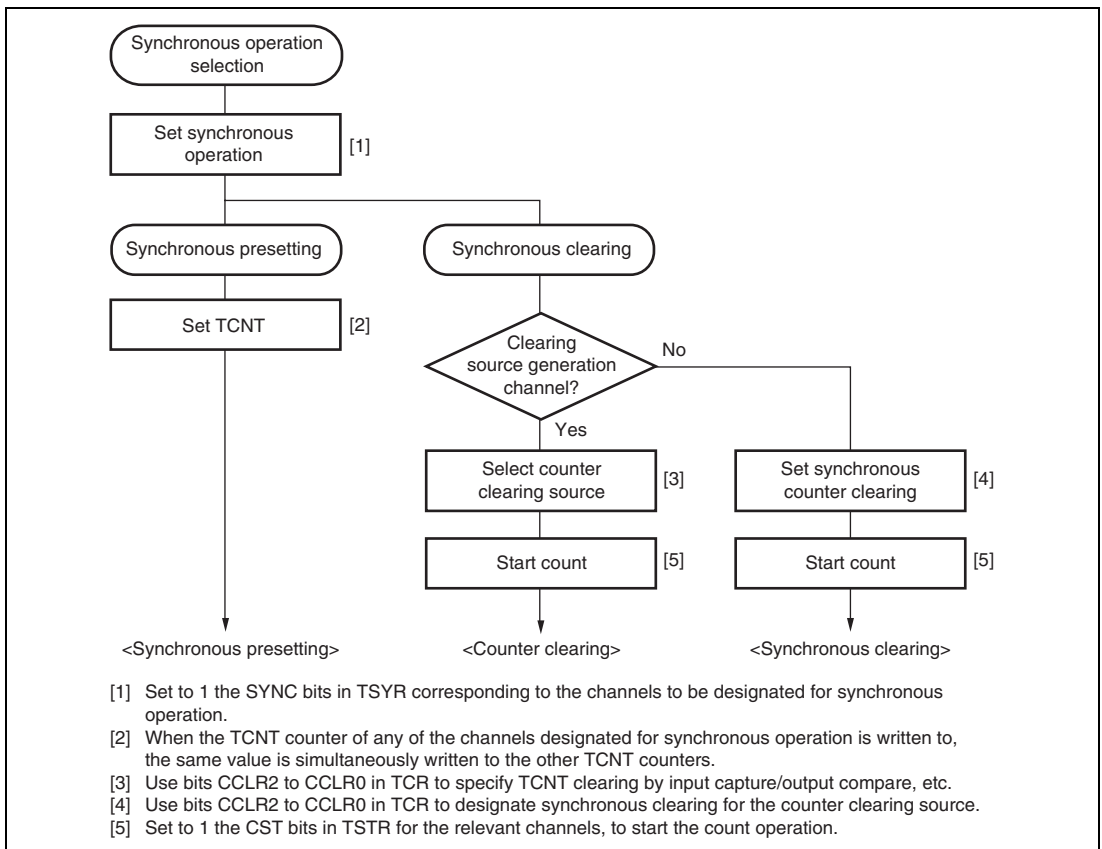 Synchronous operation
selection
Set synchronous
operation
[1]
Synchronous presetting
Synchronous clearing
Set TCNT
[2]
Clearing
source generation
channel?
No
Yes
Select counter
clearing source
[3]
Set synchronous
counter clearing
[4]
Start count
[5]
Start count
[5]
<Synchronous presetting>
<Counter clearing>
<Synchronous clearing>
[1] Set to 1 the SYNC bits in TSYR corresponding to the channels to be designated for synchronous
operation.
[2] When the TCNT counter of any of the channels designated for synchronous operation is written to,
the same value is simultaneously written to the other TCNT counters.
[3] Use bits CCLR2 to CCLR0 in TCR to specify TCNT clearing by input capture/output compare, etc.
[4] Use bits CCLR2 to CCLR0 in TCR to designate synchronous clearing for the counter clearing source.
[5] Set to 1 the CST bits in TSTR for the relevant channels, to start the count operation.